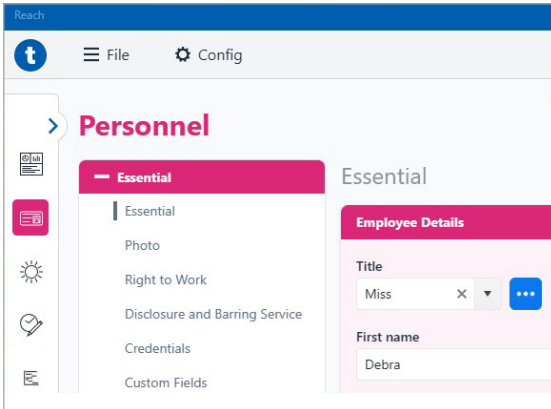 Reach
t
File
Config
Personnel
Essential
Essential
Photo
Right to Work
Disclosure and Barring Service
Credentials
Custom Fields
Essential
Employee Details
Title
Miss
First name
Debra